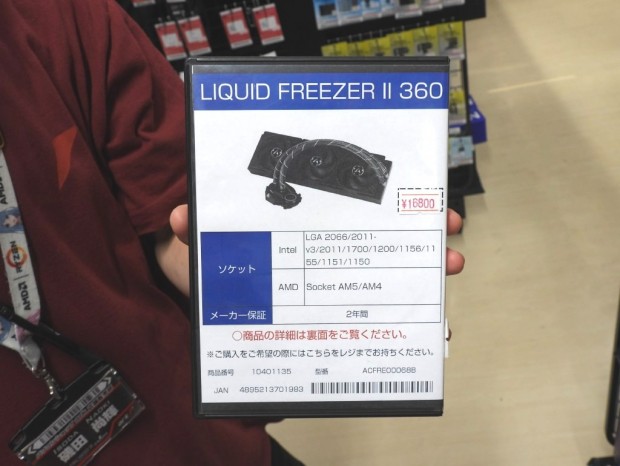 LIQUID FREEZER II 360
¥16800
ソケット
Intel
LGA 2066/2011-
v3/2011/1700/1200/1156/11
55/1151/1150
AMD
Socket AM5/AM4
メーカー保証
2年間
〇商品の詳細は裏面をご覧ください。
※ご購入をご希望の際にはこちらをレジまでお持ちください。
商品番号 10401135 型番 ACFRE00068B
JAN 4895213701983
AMD
RYZEN
AMD